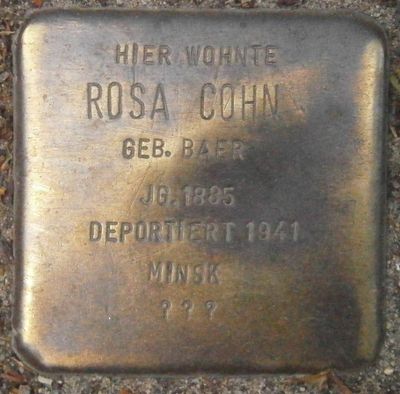 HIER WOHNTE
ROSA COHN
GEB. BAER
JG. 1885
DEPORTIERT 1941
MINSK
? ? ?